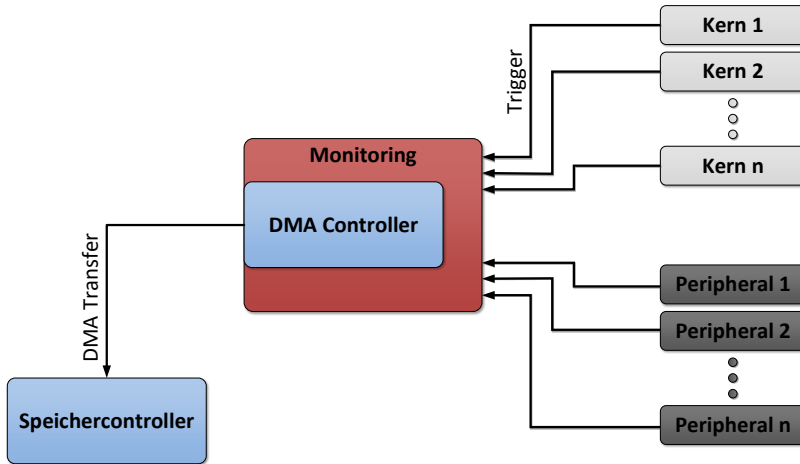 Kern 1
Kern 2
Kern n
Trigger
Monitoring
DMA Controller
DMA Transfer
Speichercontroller
Peripheral 1
Peripheral 2
Peripheral n